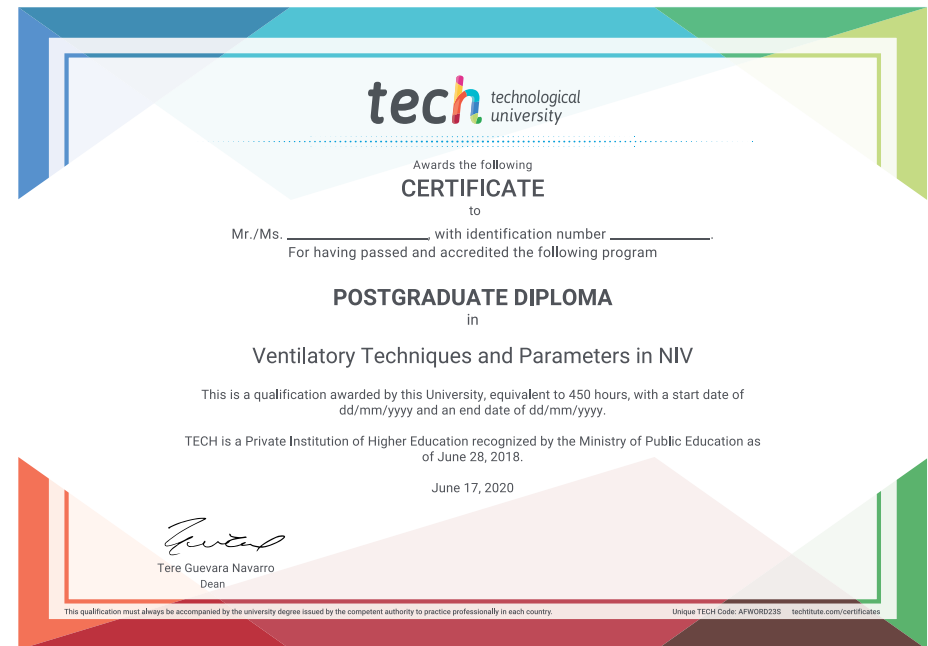 tech technological
university
Awards the following
CERTIFICATE
to
Mr./Ms. ____________________, with identification number ______________.
For having passed and accredited the following program
POSTGRADUATE DIPLOMA
in
Ventilatory Techniques and Parameters in NIV
This is a qualification awarded by this University, equivalent to 450 hours, with a start date of
dd/mm/yyyy and an end date of dd/mm/yyyy.
TECH is a Private Institution of Higher Education recognized by the Ministry of Public Education as
of June 28, 2018.
June 17, 2020
Tere Guevara Navarro
Dean
This qualification must always be accompanied by the university degree issued by the competent authority to practice professionally in each country.
Unique TECH Code: AFWORD23S techtitute.com/certificates